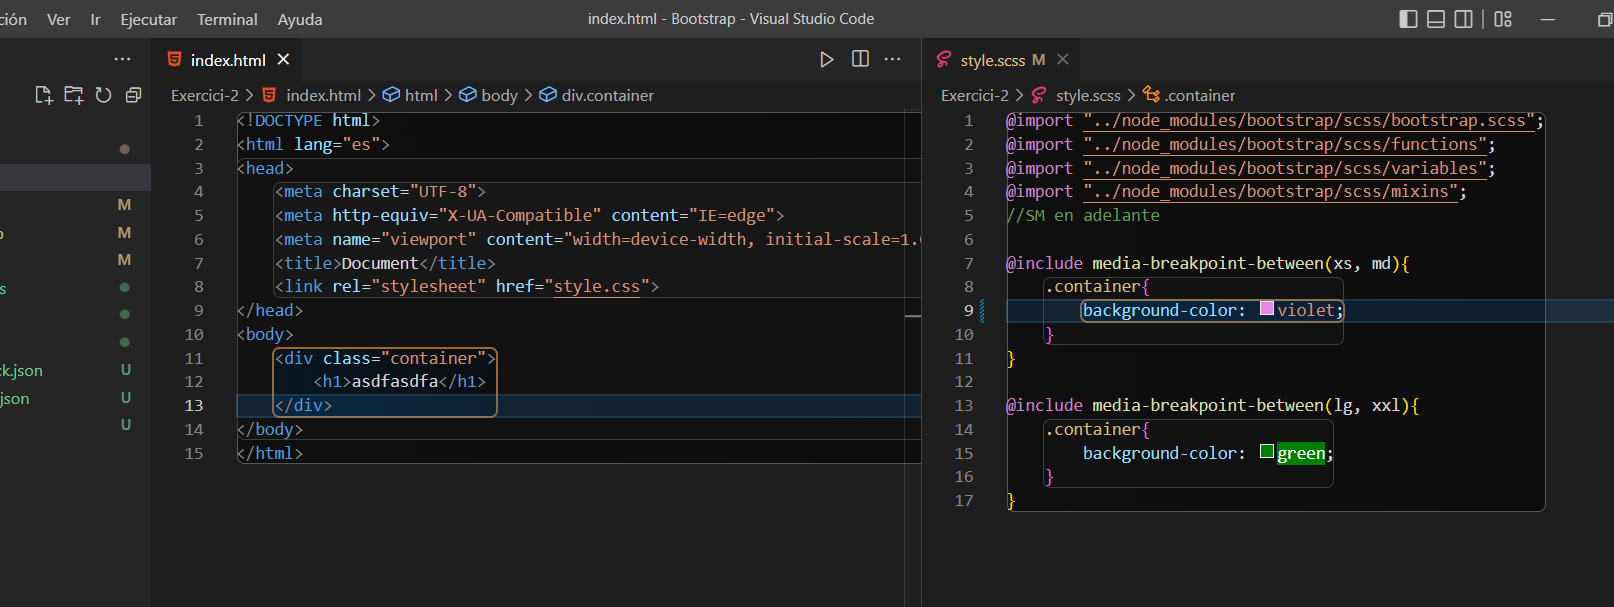 ción Ver Ir Ejecutar Terminal Ayuda
index.html - Bootstrap - Visual Studio Code
index.html
style.scss M
Exercici-2 > index.html > html > body > div.container
Exercici-2 > style.scss > .container
M
M
M
s
ck.json U
json U
U
1 <!DOCTYPE html>
2 <html lang="es">
3 <head>
4 <meta charset="UTF-8">
5 <meta http-equiv="X-UA-Compatible" content="IE=edge">
6 <meta name="viewport" content="width=device-width, initial-scale=1.
7 <title>Document</title>
8 <link rel="stylesheet" href="style.css">
9 </head>
10 <body>
11 <div class="container">
12 <h1>asdfasdfa</h1>
13 </div>
14 </body>
15 </html>
1 @import "../node_modules/bootstrap/scss/bootstrap.scss";
2 @import "../node_modules/bootstrap/scss/functions";
3 @import "../node_modules/bootstrap/scss/variables";
4 @import "../node_modules/bootstrap/scss/mixins";
5 //SM en adelante
6
7 @include media-breakpoint-between(xs, md){
8 .container{
9 background-color: violet;
10 }
11 }
12
13 @include media-breakpoint-between(lg, xxl){
14 .container{
15 background-color: green;
16 }
17 }